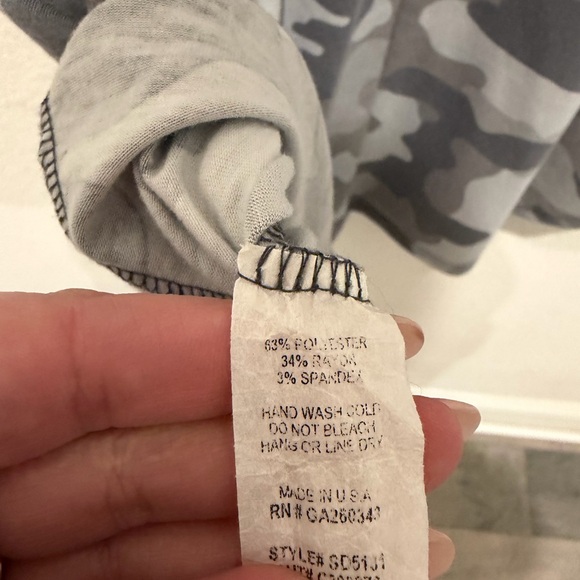 63% POLYESTER
34% RAYON
3% SPANDEX
HAND WASH COLD
DO NOT BLEACH
HANG OR LINE DRY
MADE IN U.S.A
RN# CA260343
STYLE#